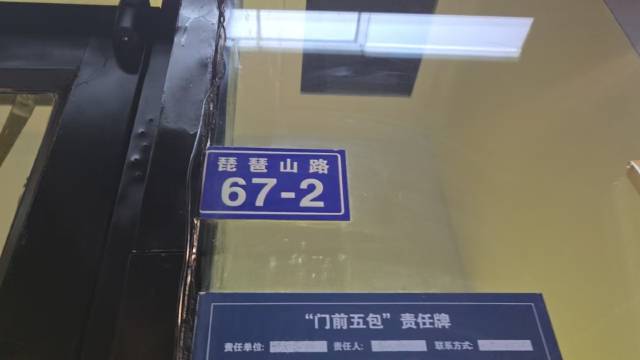 琵琶山路
67-2
“门前五包”责任牌
责任单位: 责任人: 联系方式: